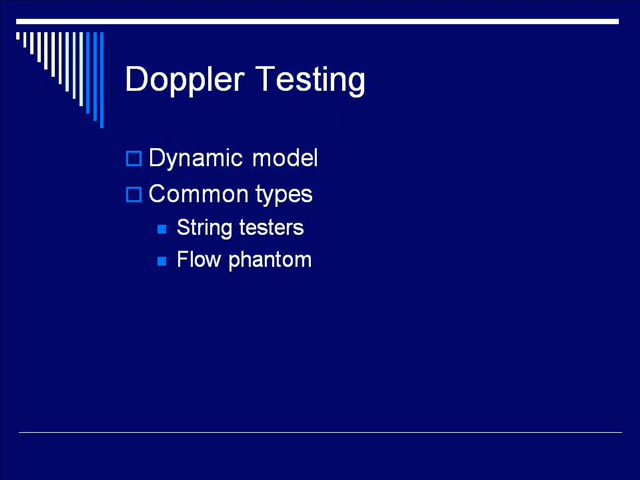 Doppler Testing
Dynamic model
Common types
String testers
Flow phantom